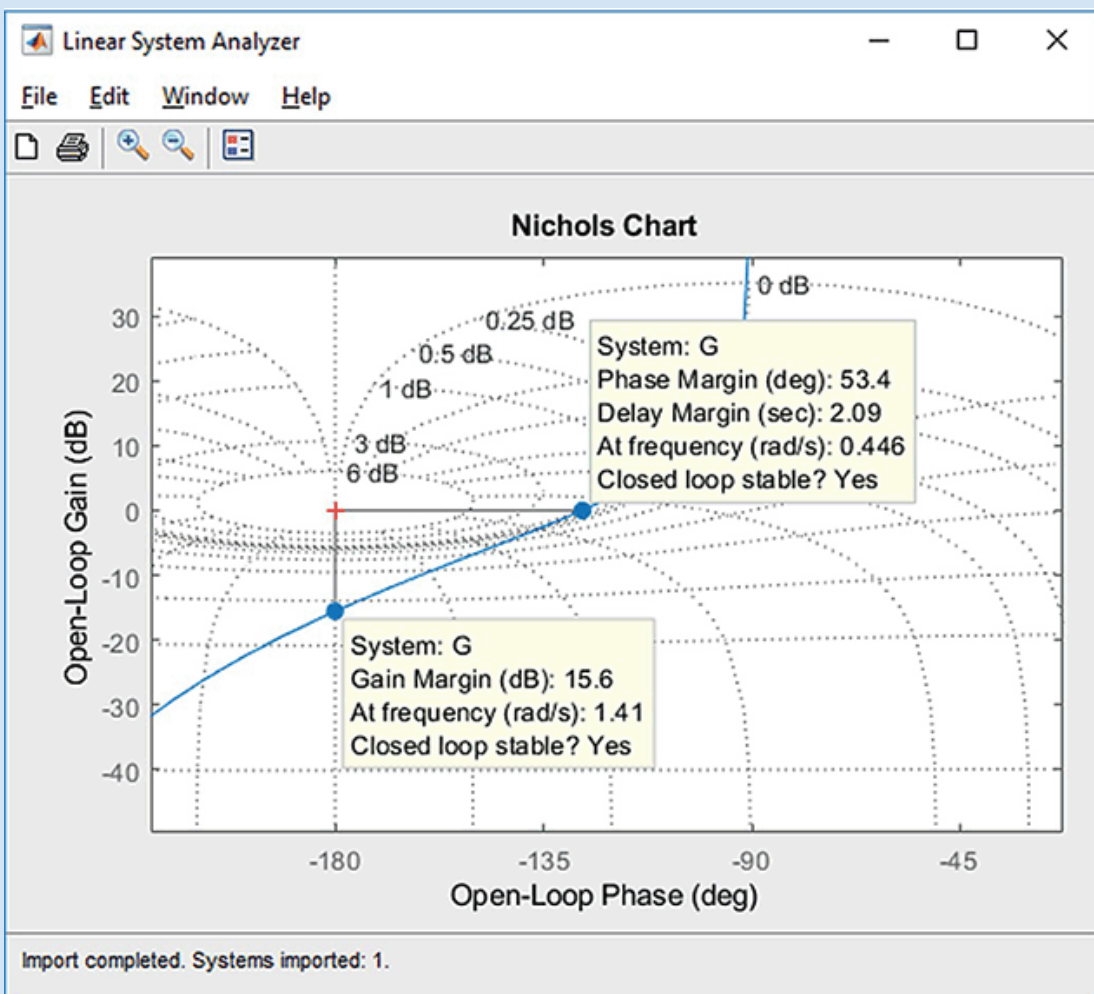 Linear System Analyzer
File Edit Window Help
Nichols Chart
0 dB
0.25 dB
0.5 dB
1 dB
3 dB
6 dB
System: G
Phase Margin (deg): 53.4
Delay Margin (sec): 2.09
At frequency (rad/s): 0.446
Closed loop stable? Yes
System: G
Gain Margin (dB): 15.6
At frequency (rad/s): 1.41
Closed loop stable? Yes
Open-Loop Gain (dB)
30
20
10
0
-10
-20
-30
-40
-180 -135 -90 -45
Open-Loop Phase (deg)
Import completed. Systems imported: 1.